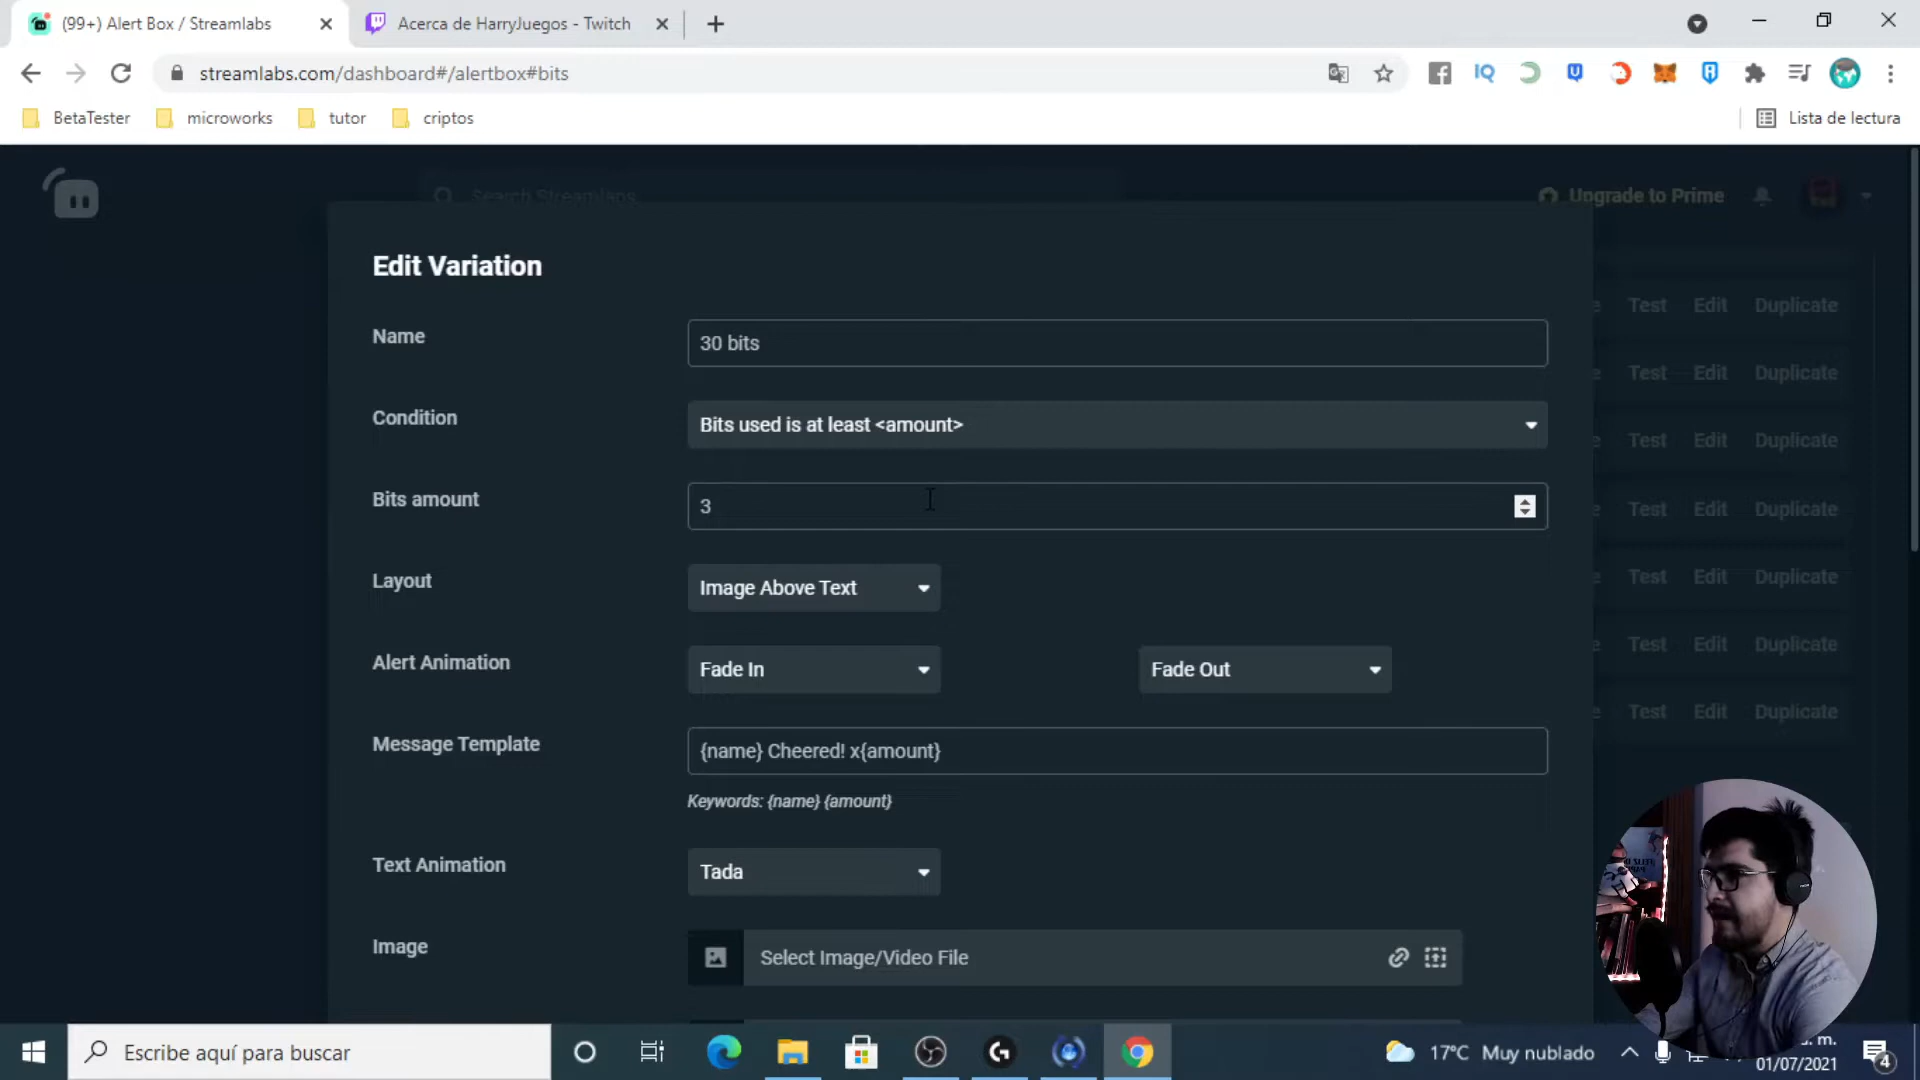 (99+) Alert Box / Streamlabs
Acerca de HarryJuegos - Twitch
streamlabs.com/dashboard#/alertbox#bits
BetaTester
microworks
tutor
criptos
Lista de lectura
Search Streamlabs
Upgrade to Prime
Edit Variation
Name
30 bits
Test Edit Duplicate
Test Edit Duplicate
Condition
Bits used is at least <amount>
Test Edit Duplicate
Bits amount
3
Test Edit Duplicate
Layout
Image Above Text
Test Edit Duplicate
Alert Animation
Fade In
Fade Out
Test Edit Duplicate
Message Template
{name} Cheered! x{amount}
Test Edit Duplicate
Keywords: {name} {amount}
Text Animation
Tada
Image
Select Image/Video File
Escribe aquí para buscar
17°C Muy nublado
01/07/2021
4